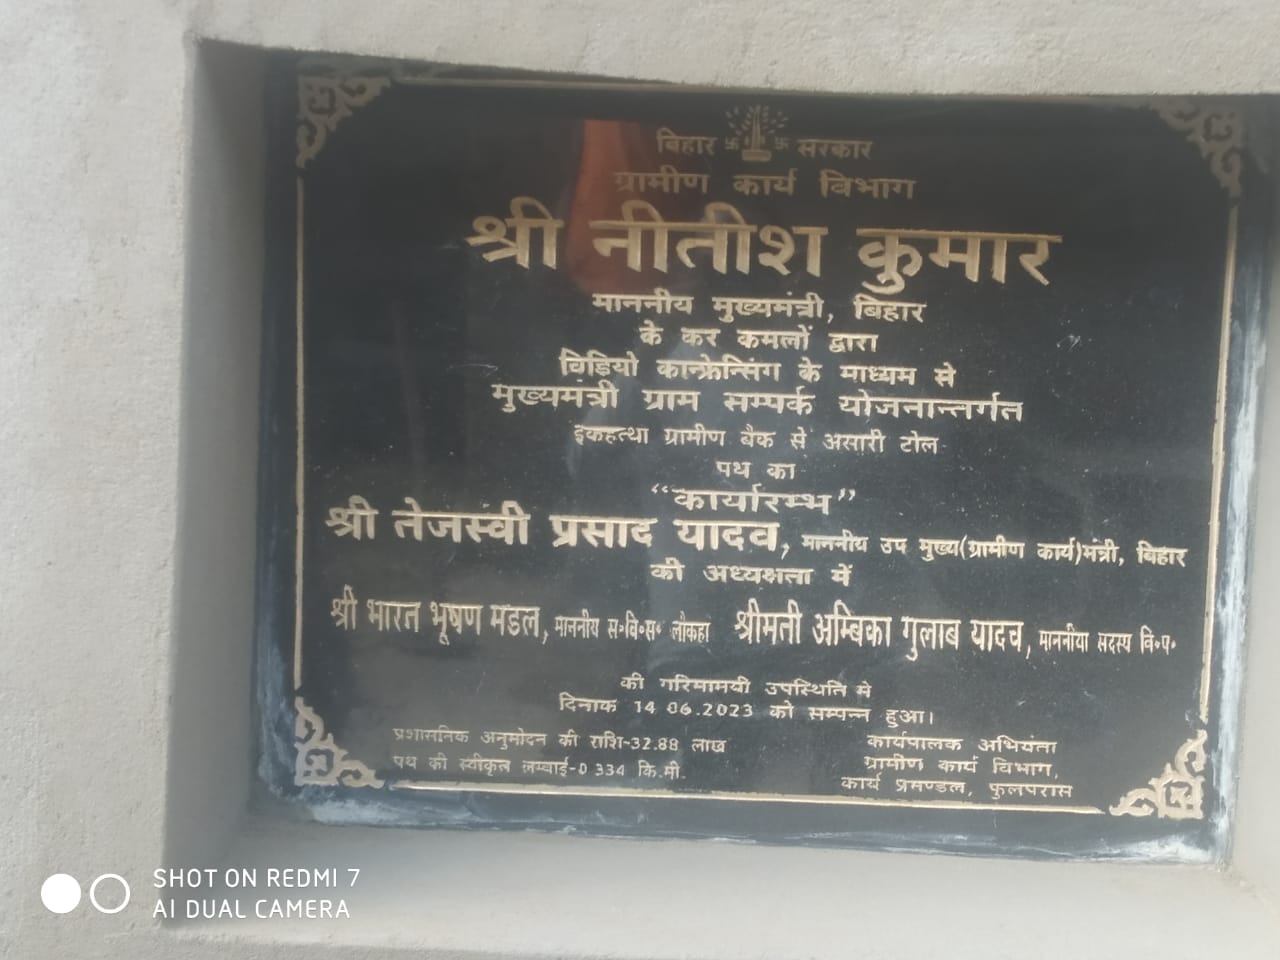 बिहार 卐 卐 सरकार
ग्रामीण कार्य विभाग
श्री नीतीश कुमार
माननीय मुख्यमंत्री, बिहार
के कर कमलों द्वारा
विडियो कान्फ्रेन्सिंग के माध्यम से
मुख्यमंत्री ग्राम सम्पर्क योजनान्तर्गत
इकहत्था ग्रामीण बैंक से असारी टोल
पथ का
“कार्यारम्भ”
श्री तेजस्वी प्रसाद यादव, माननीय उप मुख्य(ग्रामीण कार्य)मंत्री, बिहार
की अध्यक्षता में
श्री भारत भूषण मंडल, माननीय स॰वि॰स॰ लौकहा श्रीमती अम्बिका गुलाब यादव, माननीया सदस्य वि॰प॰
की गरिमामयी उपस्थिति मे
दिनांक 14 06.2023 को सम्पन्न हुआ।
प्रशासनिक अनुमोदन की राशि-32.88 लाख
पथ की स्वीकृत लम्बाई-0 334 कि.मी.
कार्यपालक अभियंता
ग्रामीण कार्य विभाग,
कार्य प्रमण्डल, फुलपरास
SHOT ON REDMI 7
AI DUAL CAMERA